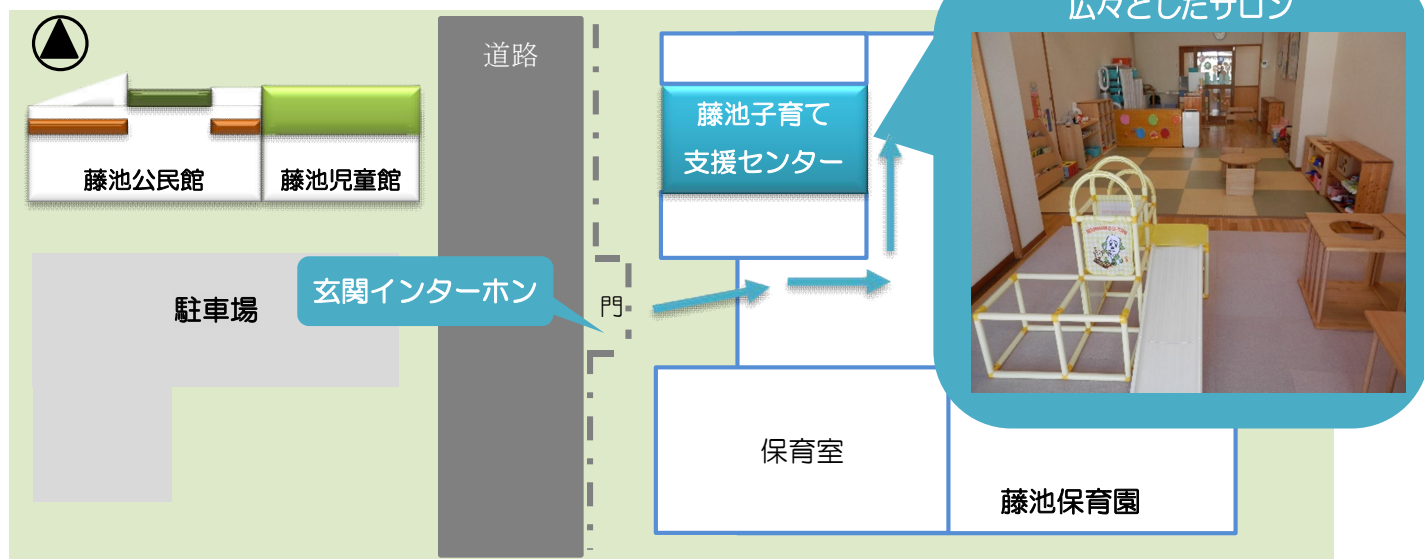 広々としたサロン
道路
藤池子育て
支援センター
藤池公民館
藤池児童館
玄関インターホン
門
駐車場
保育室
藤池保育園